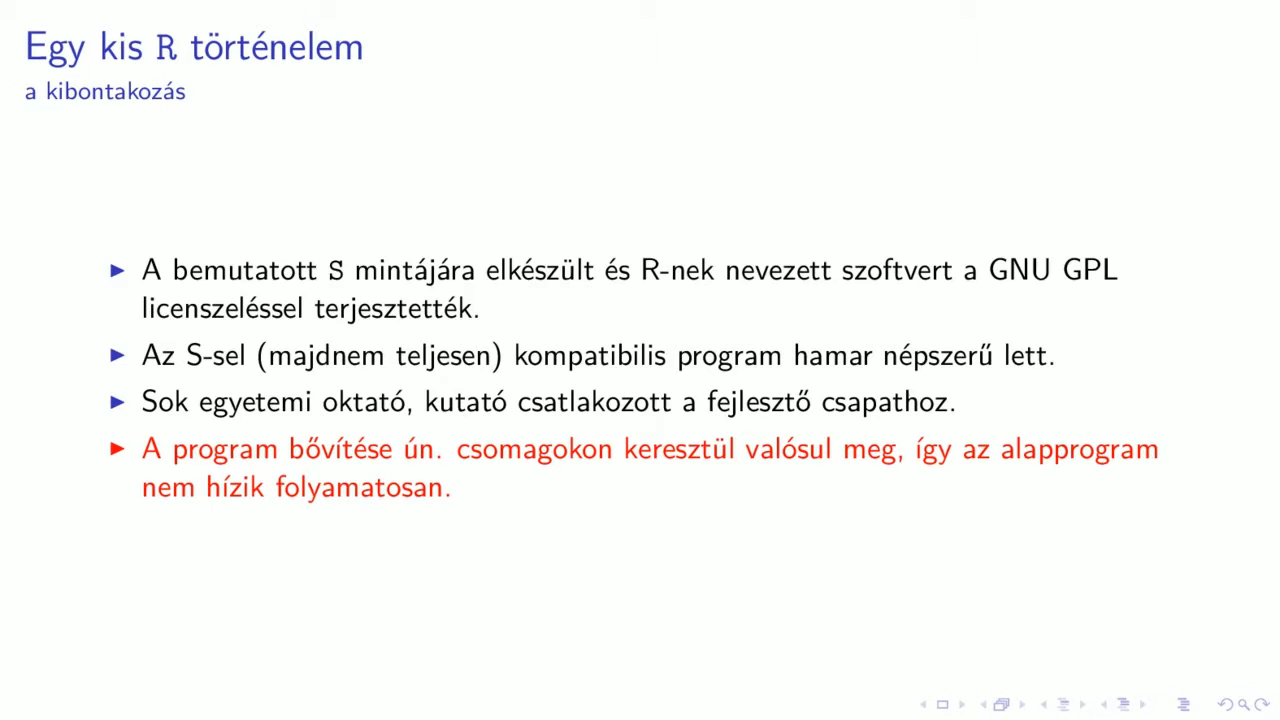 Egy kis R történelem
a kibontakozás
A bemutatott S mintájára elkészült és R-nek nevezett szoftvert a GNU GPL
licenszeléssel terjesztették.
Az S-sel (majdnem teljesen) kompatibilis program hamar népszerű lett.
Sok egyetemi oktató, kutató csatlakozott a fejlesztő csapathoz.
A program bővítése ún. csomagokon keresztül valósul meg, így az alapprogram
nem hízik folyamatosan.